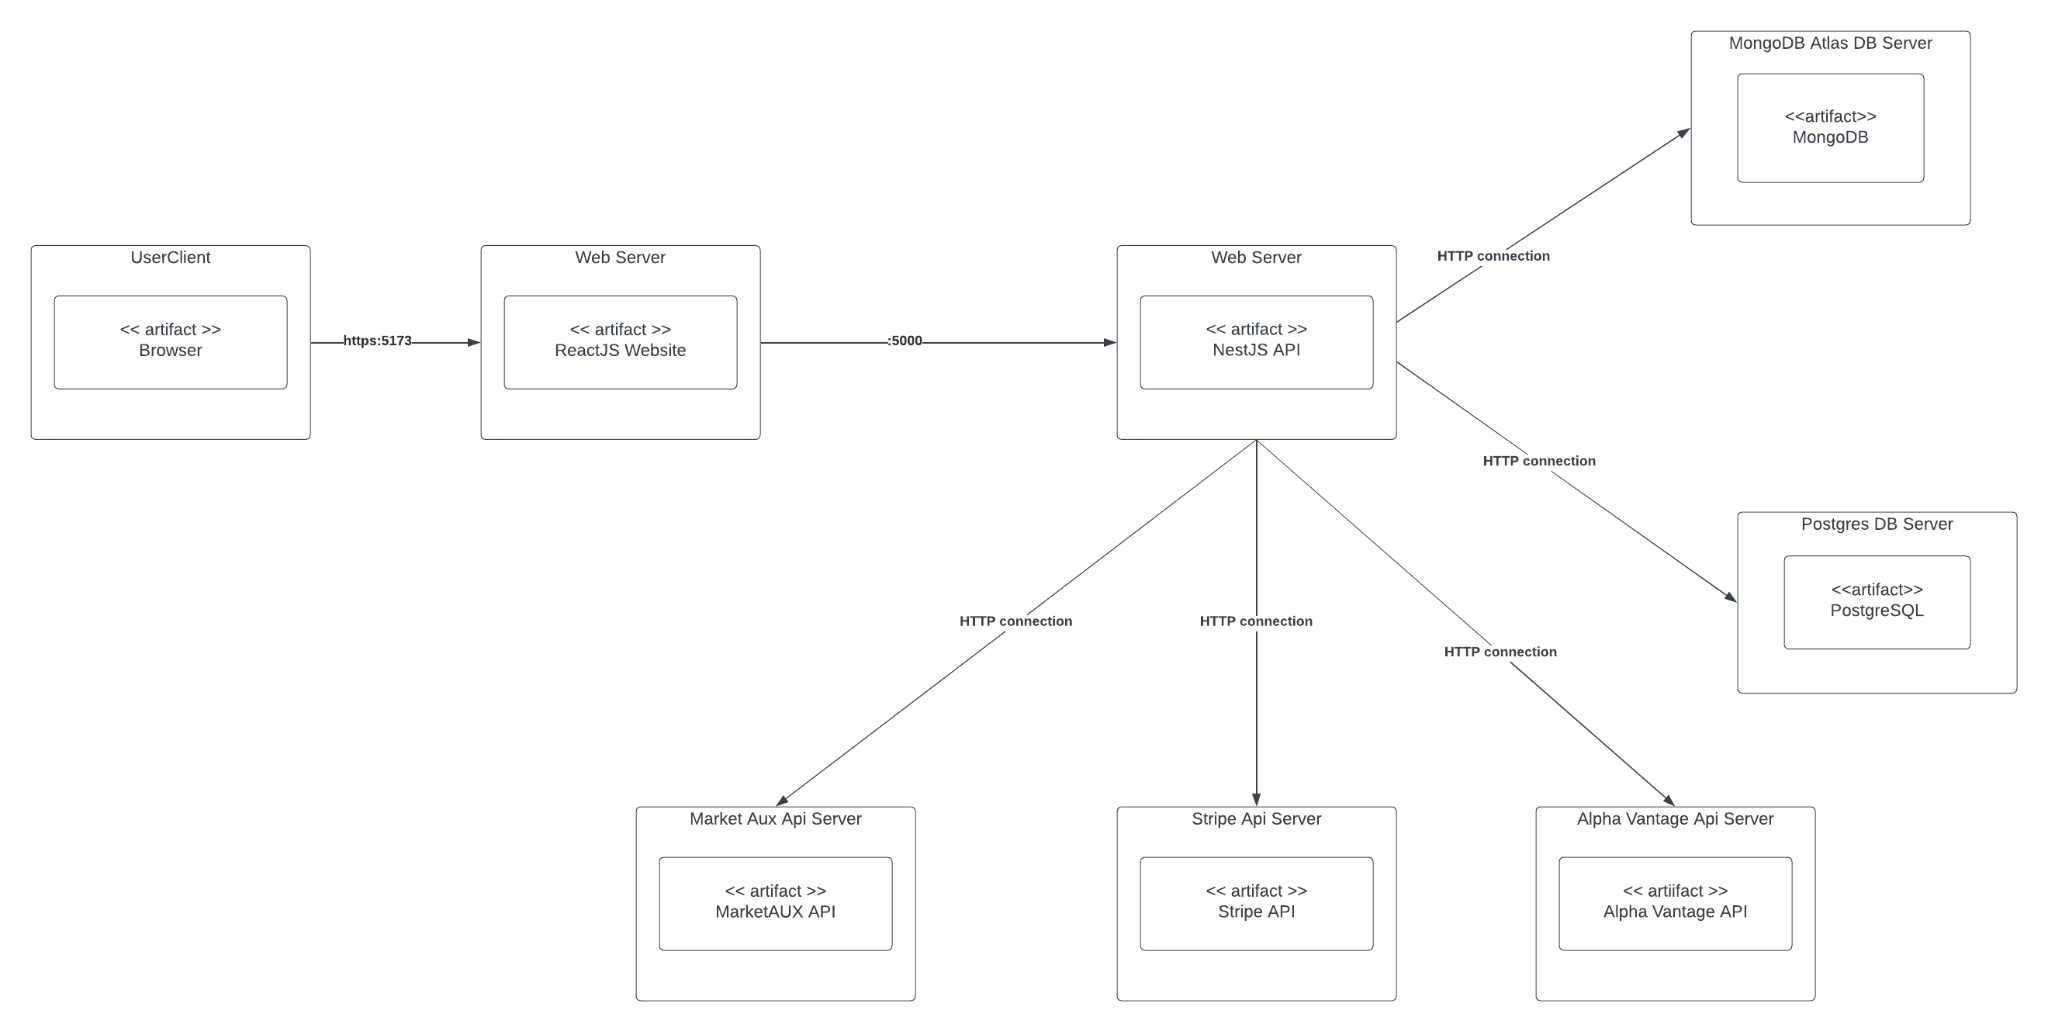 MongoDB Atlas DB Server
<<artifact>>
MongoDB
HTTP connection
UserClient
<< artifact >>
Browser
https:5173
Web Server
<< artifact >>
ReactJS Website
:5000
Web Server
<< artifact >>
NestJS API
HTTP connection
Postgres DB Server
<<artifact>>
PostgreSQL
HTTP connection
HTTP connection
HTTP connection
Market Aux Api Server
<< artifact >>
MarketAUX API
Stripe Api Server
<< artifact >>
Stripe API
Alpha Vantage Api Server
<< artiifact >>
Alpha Vantage API